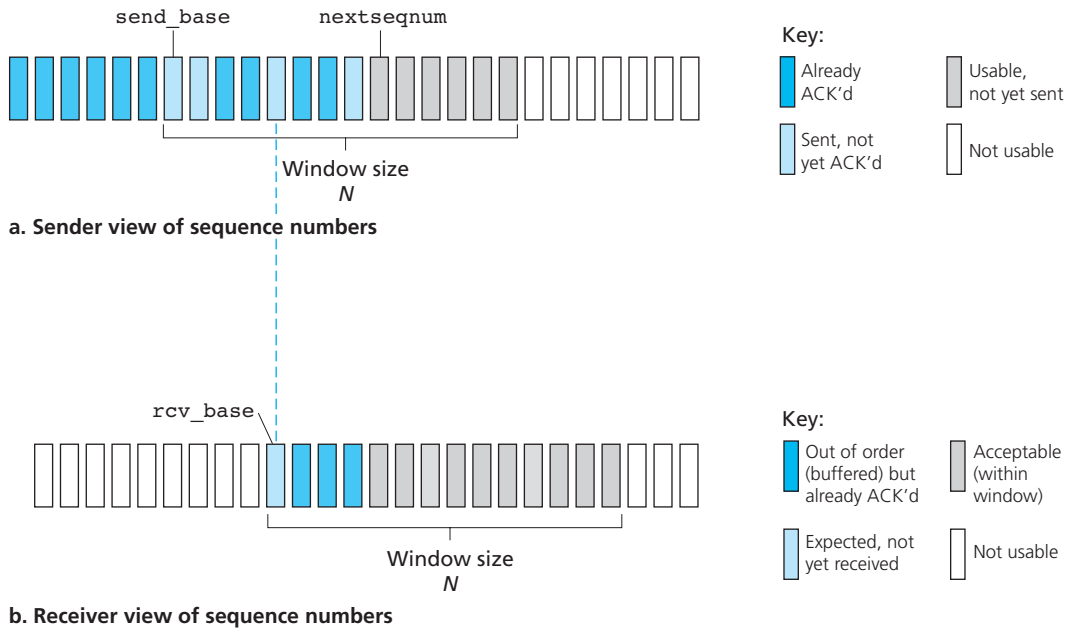 send_base
nextseqnum
Window size
N
a. Sender view of sequence numbers
Key:
Already
ACK’d
Usable,
not yet sent
Sent, not
yet ACK’d
Not usable
rcv_base
Window size
N
b. Receiver view of sequence numbers
Key:
Out of order
(buffered) but
already ACK’d
Acceptable
(within
window)
Expected, not
yet received
Not usable